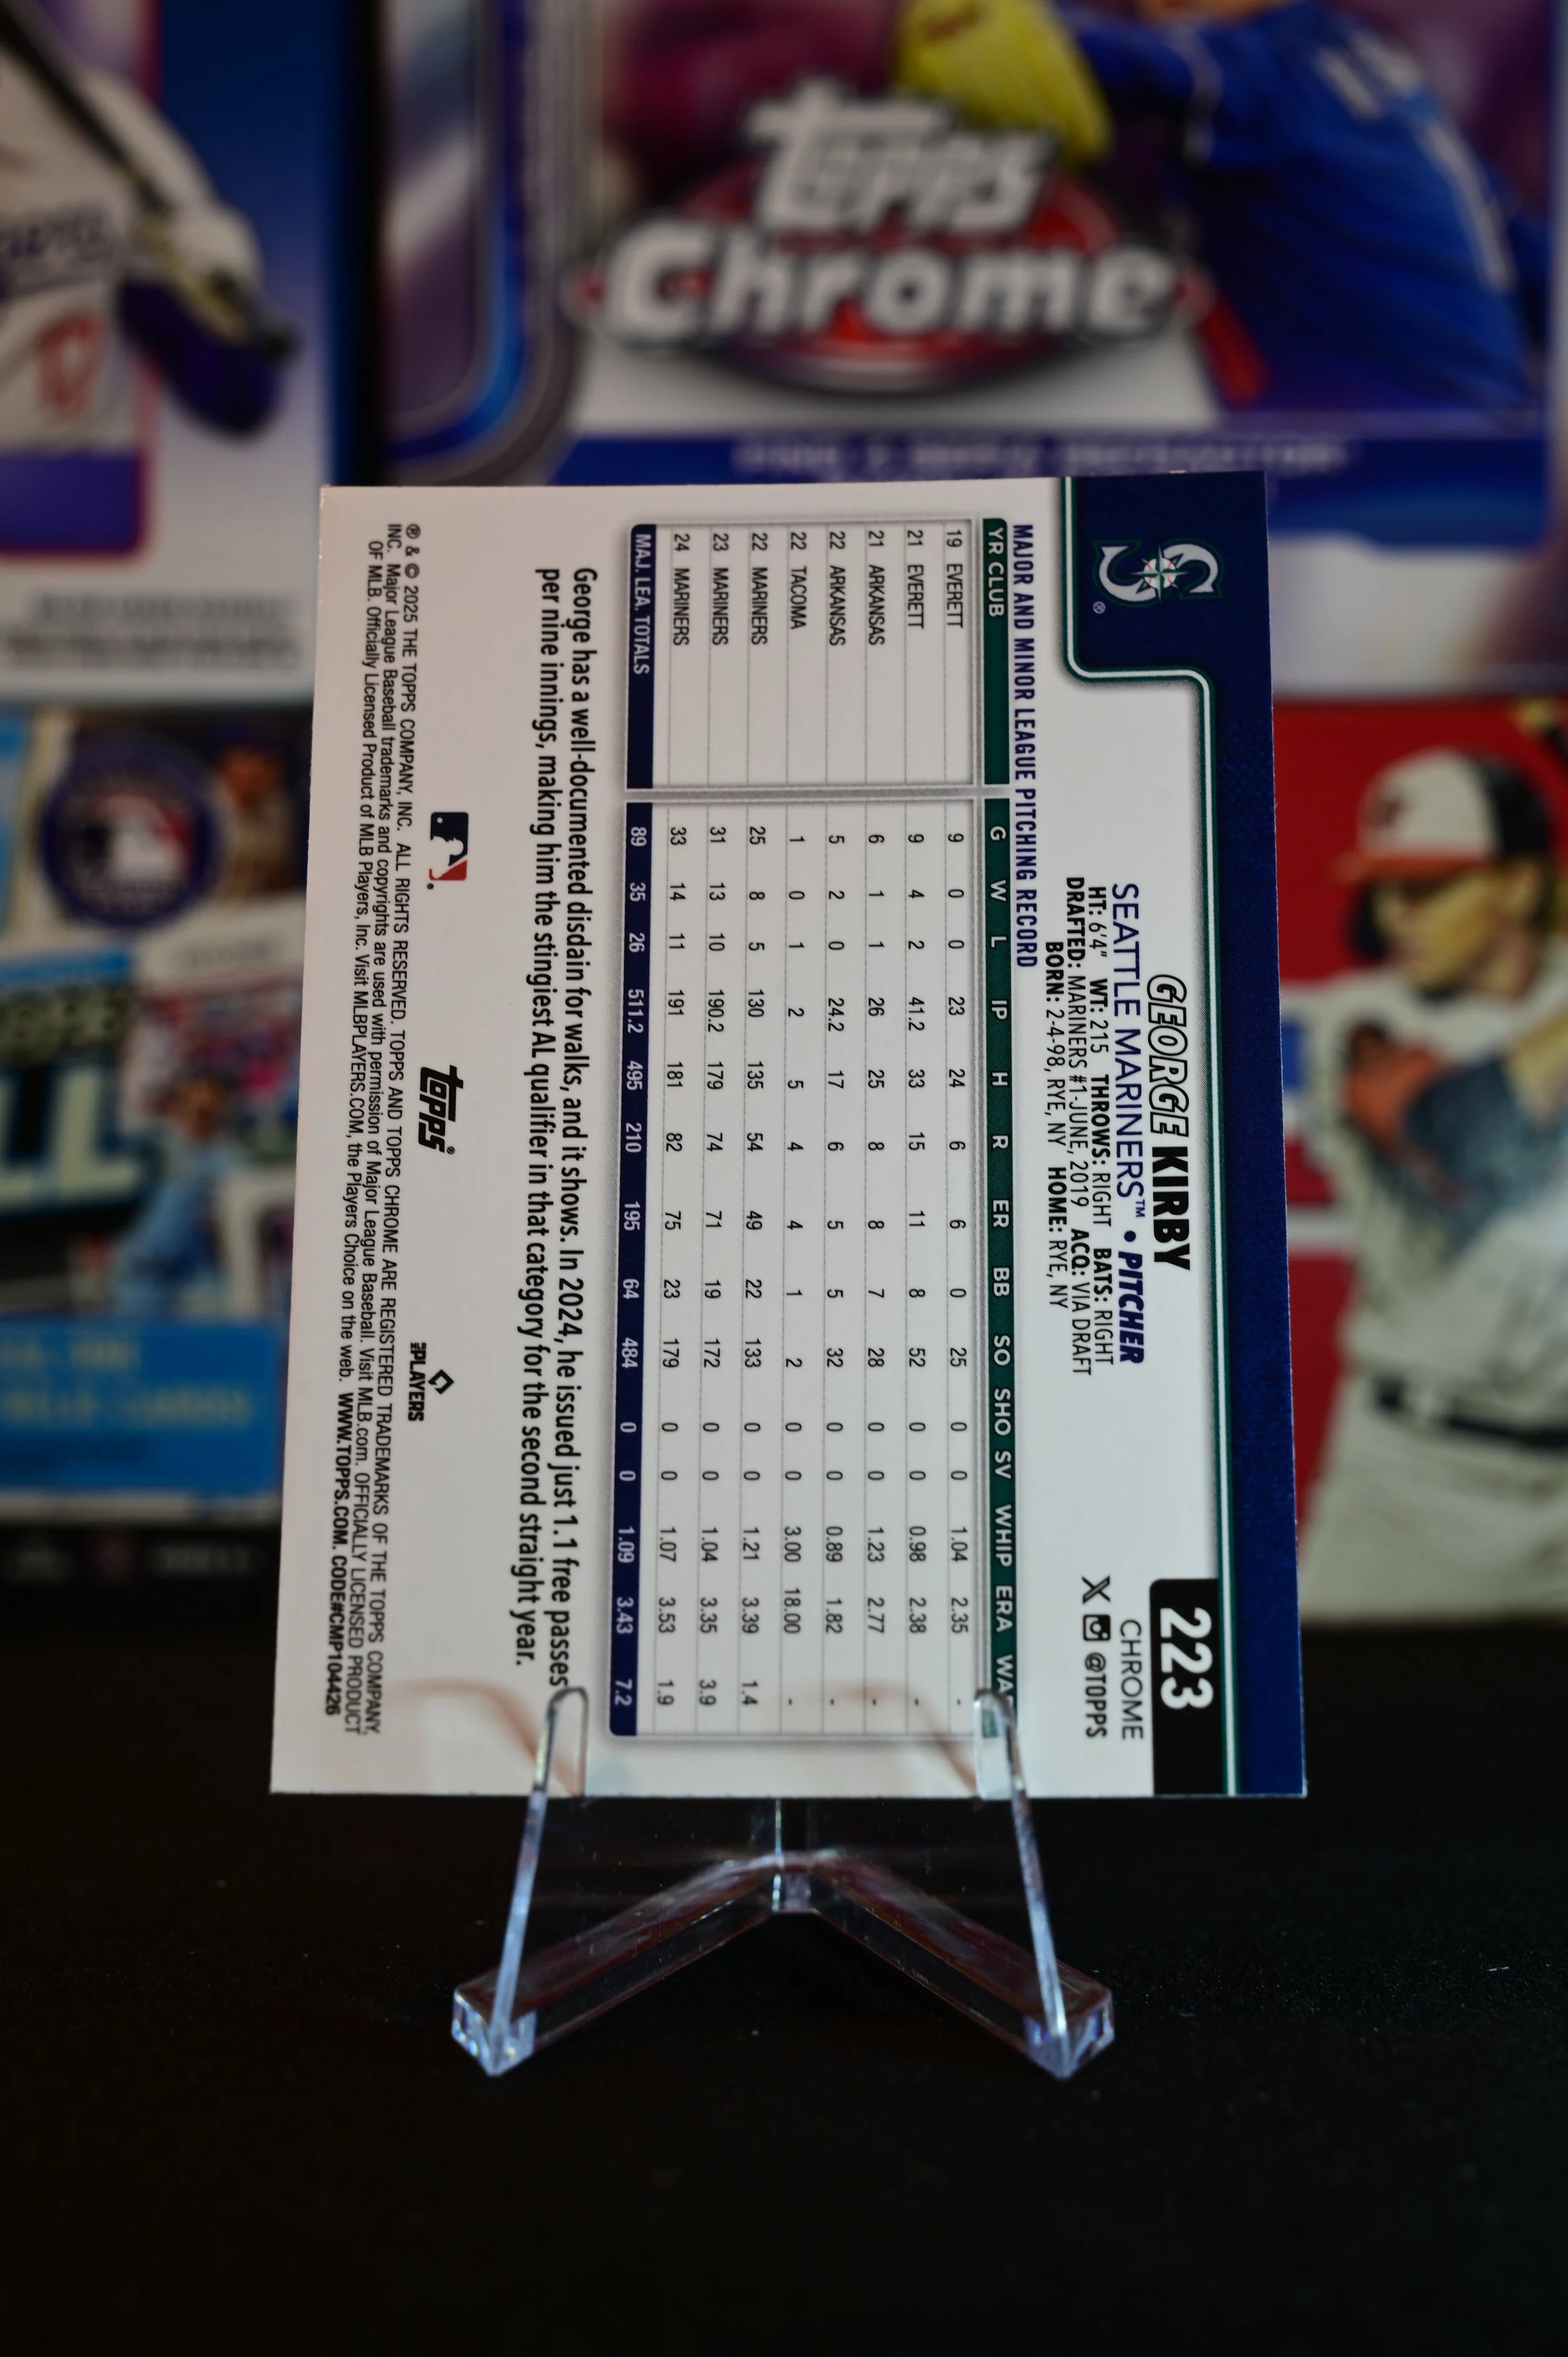 Topps
Chrome
S®
223
CHROME
X @TOPPS
GEORGE KIRBY
SEATTLE MARINERS™ • PITCHER
HT: 6'4" WT: 215 THROWS: RIGHT BATS: RIGHT
DRAFTED: MARINERS #1-JUNE, 2019 ACQ: VIA DRAFT
BORN: 2-4-98, RYE, NY HOME: RYE, NY
MAJOR AND MINOR LEAGUE PITCHING RECORD
YR CLUB G W L IP H R ER BB SO SHO SV WHIP ERA WA
19 EVERETT 9 0 0 23 24 6 6 0 25 0 0 1.04 2.35 -
21 EVERETT 9 4 2 41.2 33 15 11 8 52 0 0 0.98 2.38 -
21 ARKANSAS 6 1 1 26 25 8 8 7 28 0 0 1.23 2.77 -
22 ARKANSAS 5 2 0 24.2 17 6 5 5 32 0 0 0.89 1.82 -
22 TACOMA 1 0 1 2 5 4 4 1 2 0 0 3.00 18.00 -
22 MARINERS 25 8 5 130 135 54 49 22 133 0 0 1.21 3.39 1.4
23 MARINERS 31 13 10 190.2 179 74 71 19 172 0 0 1.04 3.35 3.9
24 MARINERS 33 14 11 191 181 82 75 23 179 0 0 1.07 3.53 1.9
MAJ. LEA. TOTALS 89 35 26 511.2 495 210 195 64 484 0 0 1.09 3.43 7.2
George has a well-documented disdain for walks, and it shows. In 2024, he issued just 1.1 free passes
per nine innings, making him the stingiest AL qualifier in that category for the second straight year.
topps®
PLAYERS
® & © 2025 THE TOPPS COMPANY, INC. ALL RIGHTS RESERVED. TOPPS AND TOPPS CHROME ARE REGISTERED TRADEMARKS OF THE TOPPS COMPANY,
INC. Major League Baseball trademarks and copyrights are used with permission of Major League Baseball. Visit MLB.com. OFFICIALLY LICENSED PRODUCT
OF MLB. Officially Licensed Product of MLB Players, Inc. Visit MLBPLAYERS.COM, the Players Choice on the web. WWW.TOPPS.COM. CODE#CMP104426